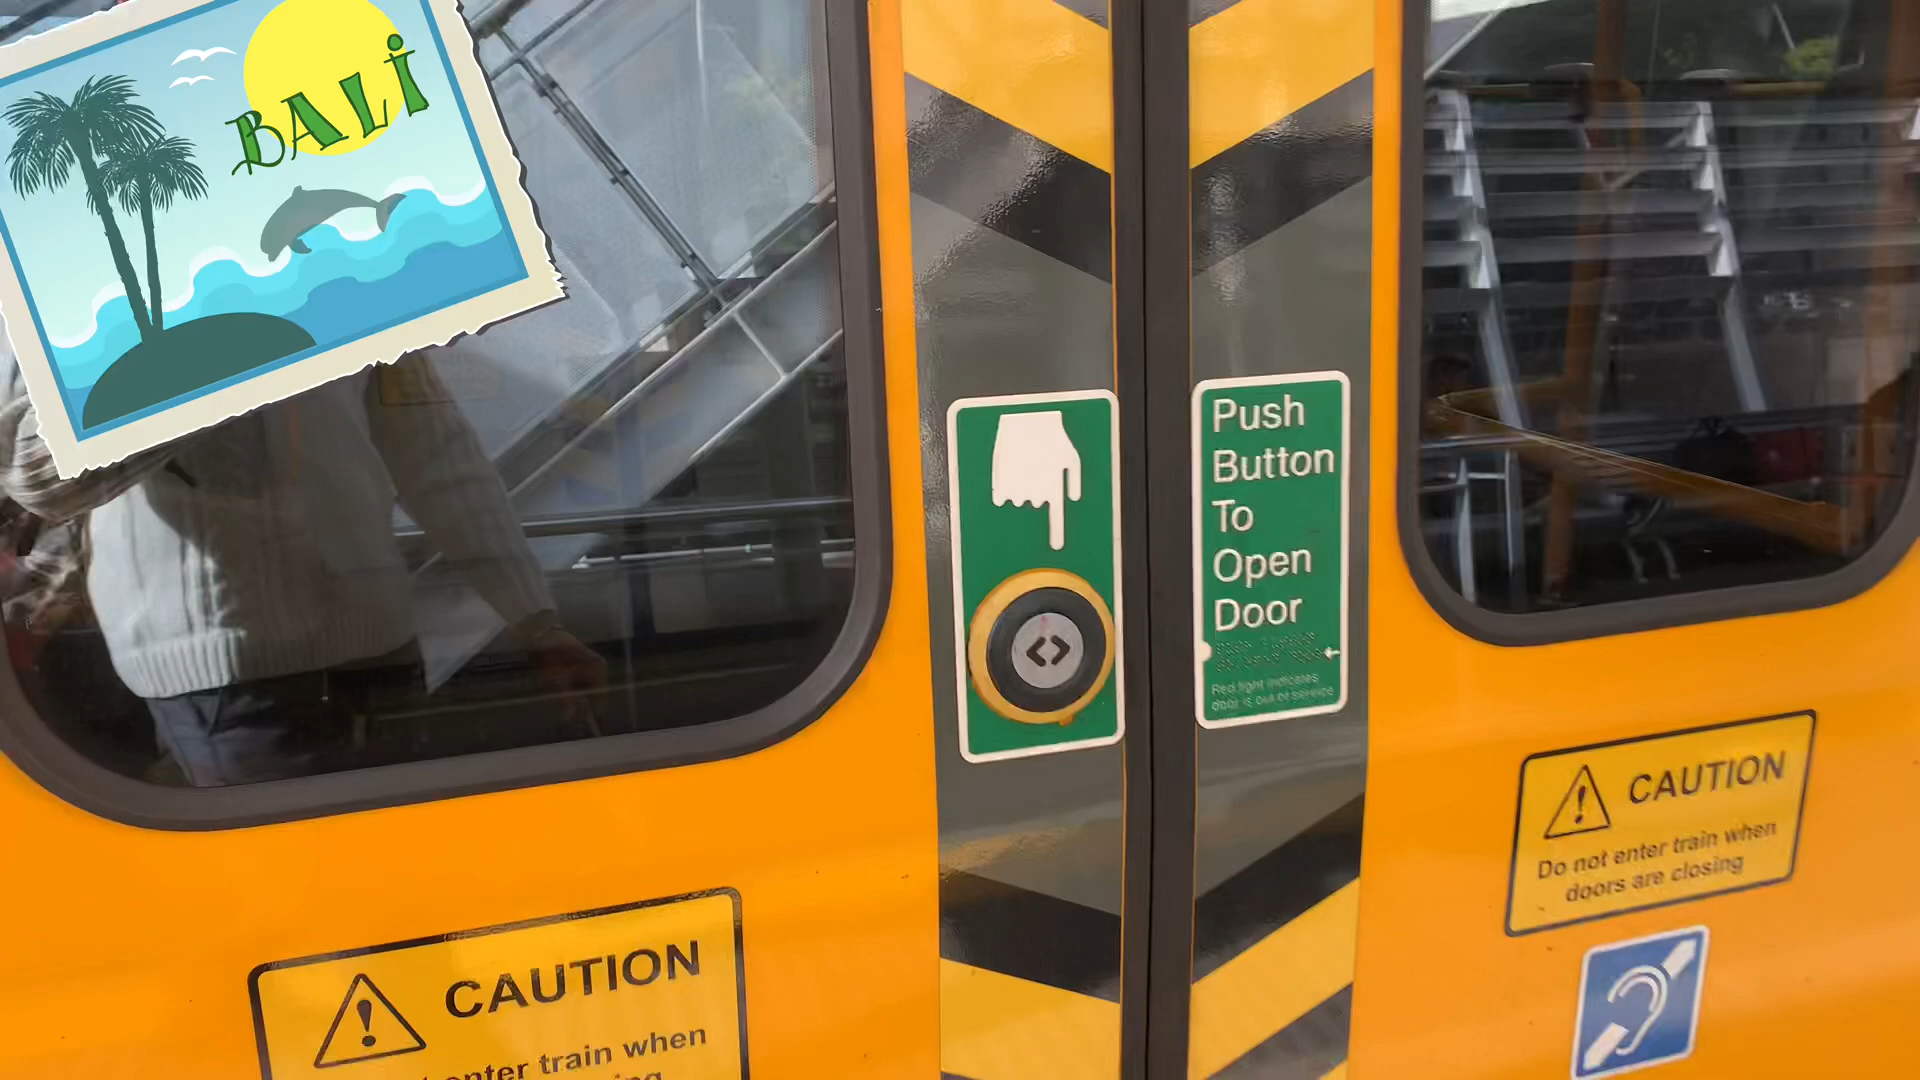 BALi
Push
Button
To
Open
Door
Red light indicates
door is out of service
CAUTION
Do not enter train when
doors are closing
CAUTION
enter train when